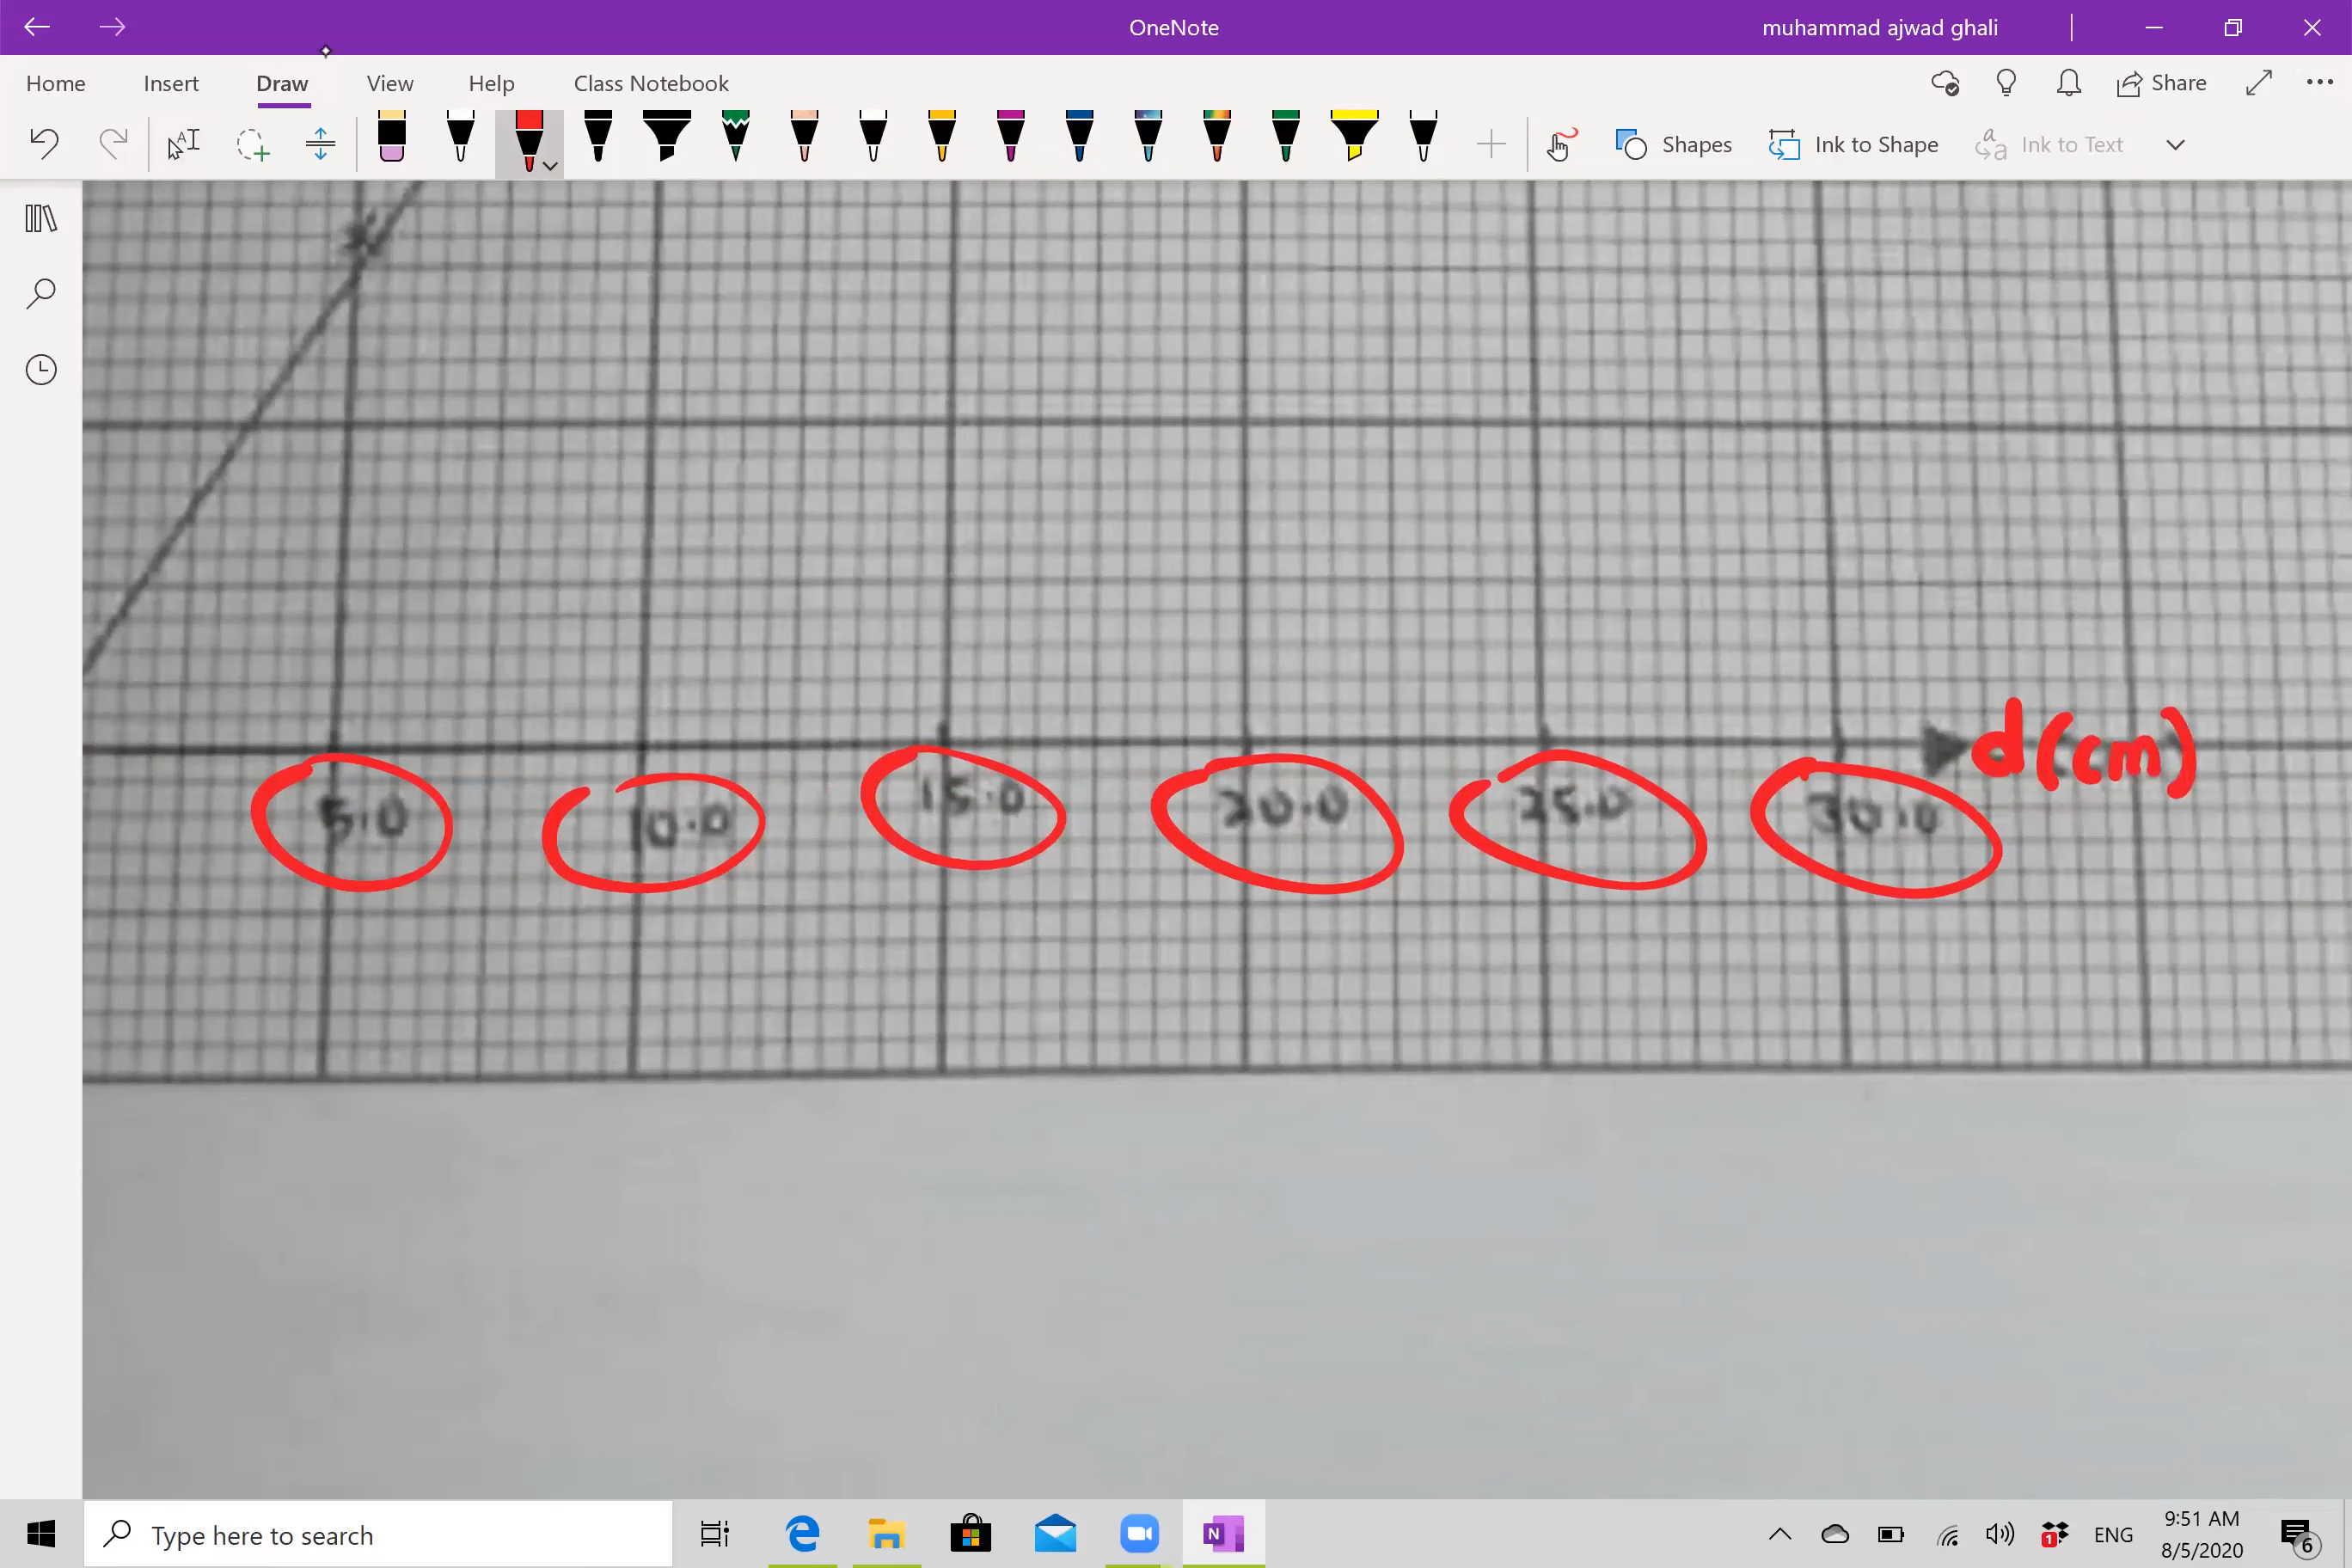 OneNote
muhammad ajwad ghali
Home Insert Draw View Help Class Notebook Share
Shapes Ink to Shape Ink to Text
d(cm)
5.0 10.0 15.0 20.0 25.0 30.0
Type here to search
N
1
ENG
9:51 AM
8/5/2020
6